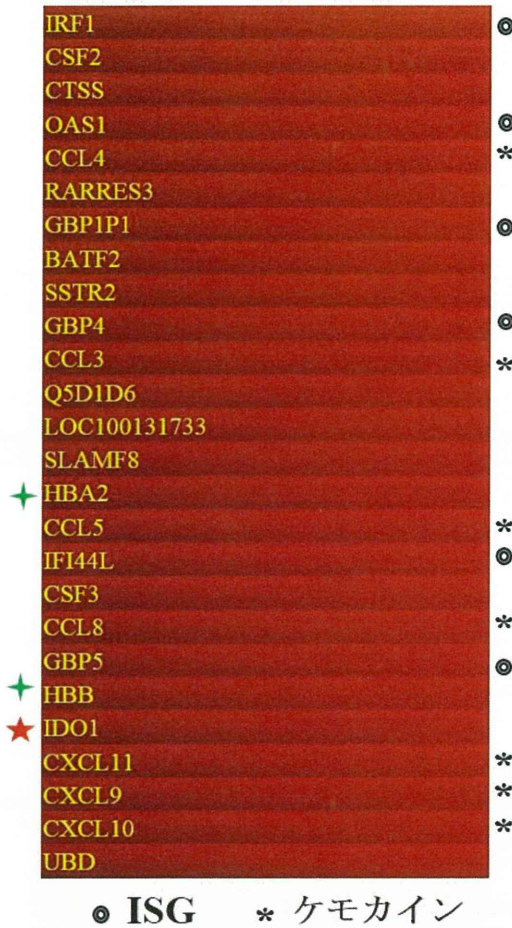 IRF1 ◎
CSF2
CTSS
OAS1 ◎
CCL4 *
RARRES3
GBP1P1 ◎
BATF2
SSTR2
GBP4 ◎
CCL3 *
Q5D1D6
LOC100131733
SLAMF8
HBA2
CCL5 *
IFI44L ◎
CSF3
CCL8 *
GBP5 ◎
HBB
IDO1
CXCL11 *
CXCL9 *
CXCL10 *
UBD
◎ ISG * ケモカイン